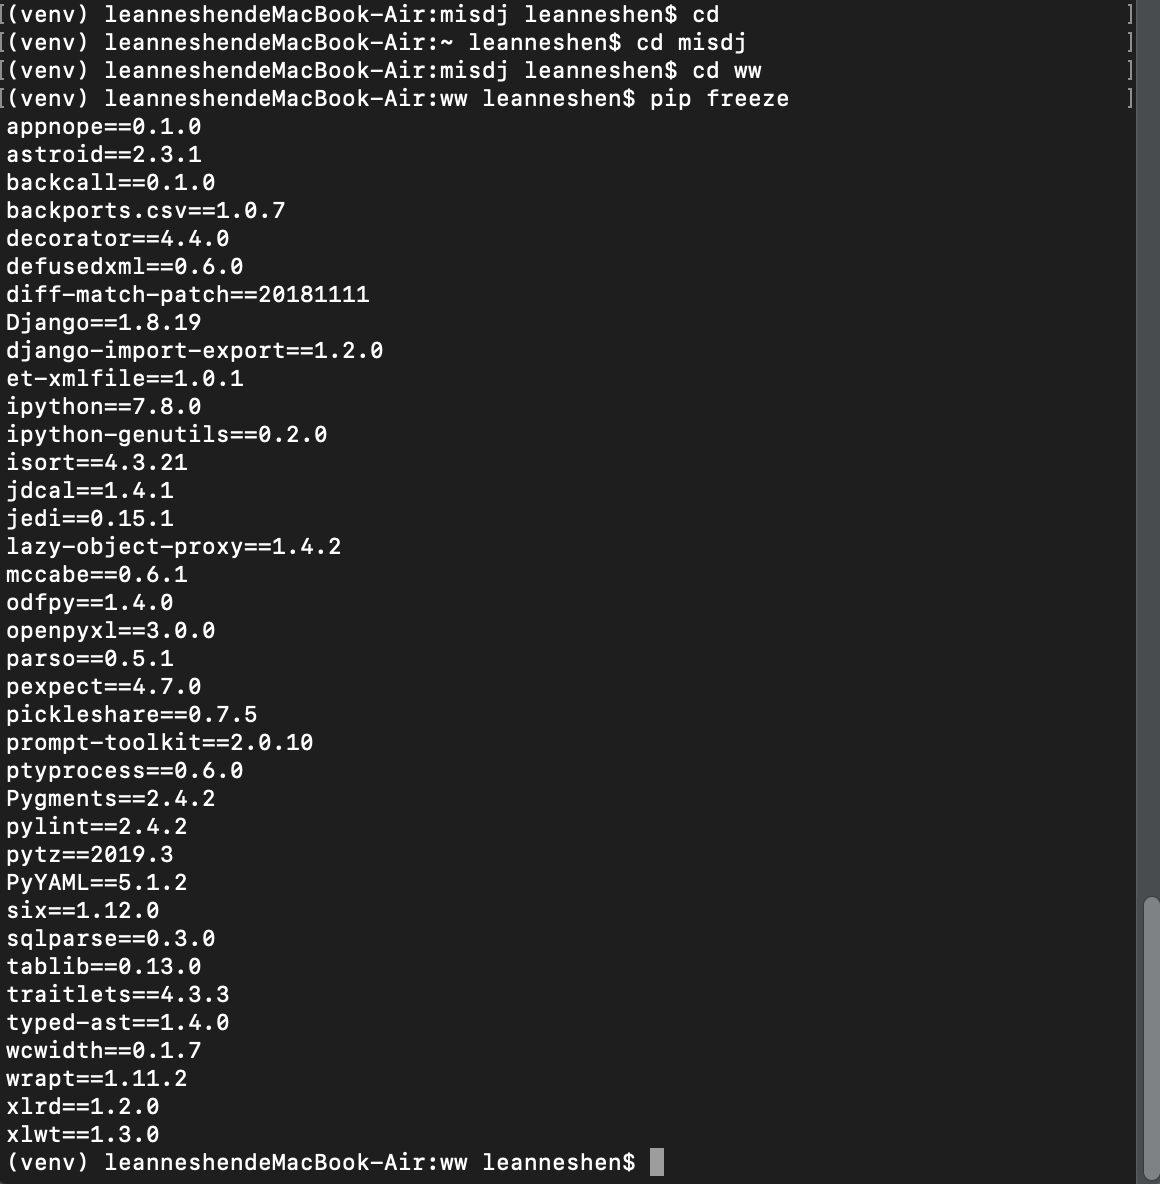 [(venv) leanneshendeMacBook-Air:misdj leanneshen$ cd ]
[(venv) leanneshendeMacBook-Air:~ leanneshen$ cd misdj ]
[(venv) leanneshendeMacBook-Air:misdj leanneshen$ cd ww ]
[(venv) leanneshendeMacBook-Air:ww leanneshen$ pip freeze ]
appnope==0.1.0
astroid==2.3.1
backcall==0.1.0
backports.csv==1.0.7
decorator==4.4.0
defusedxml==0.6.0
diff-match-patch==20181111
Django==1.8.19
django-import-export==1.2.0
et-xmlfile==1.0.1
ipython==7.8.0
ipython-genutils==0.2.0
isort==4.3.21
jdcal==1.4.1
jedi==0.15.1
lazy-object-proxy==1.4.2
mccabe==0.6.1
odfpy==1.4.0
openpyxl==3.0.0
parso==0.5.1
pexpect==4.7.0
pickleshare==0.7.5
prompt-toolkit==2.0.10
ptyprocess==0.6.0
Pygments==2.4.2
pylint==2.4.2
pytz==2019.3
PyYAML==5.1.2
six==1.12.0
sqlparse==0.3.0
tablib==0.13.0
traitlets==4.3.3
typed-ast==1.4.0
wcwidth==0.1.7
wrapt==1.11.2
xlrd==1.2.0
xlwt==1.3.0
(venv) leanneshendeMacBook-Air:ww leanneshen$